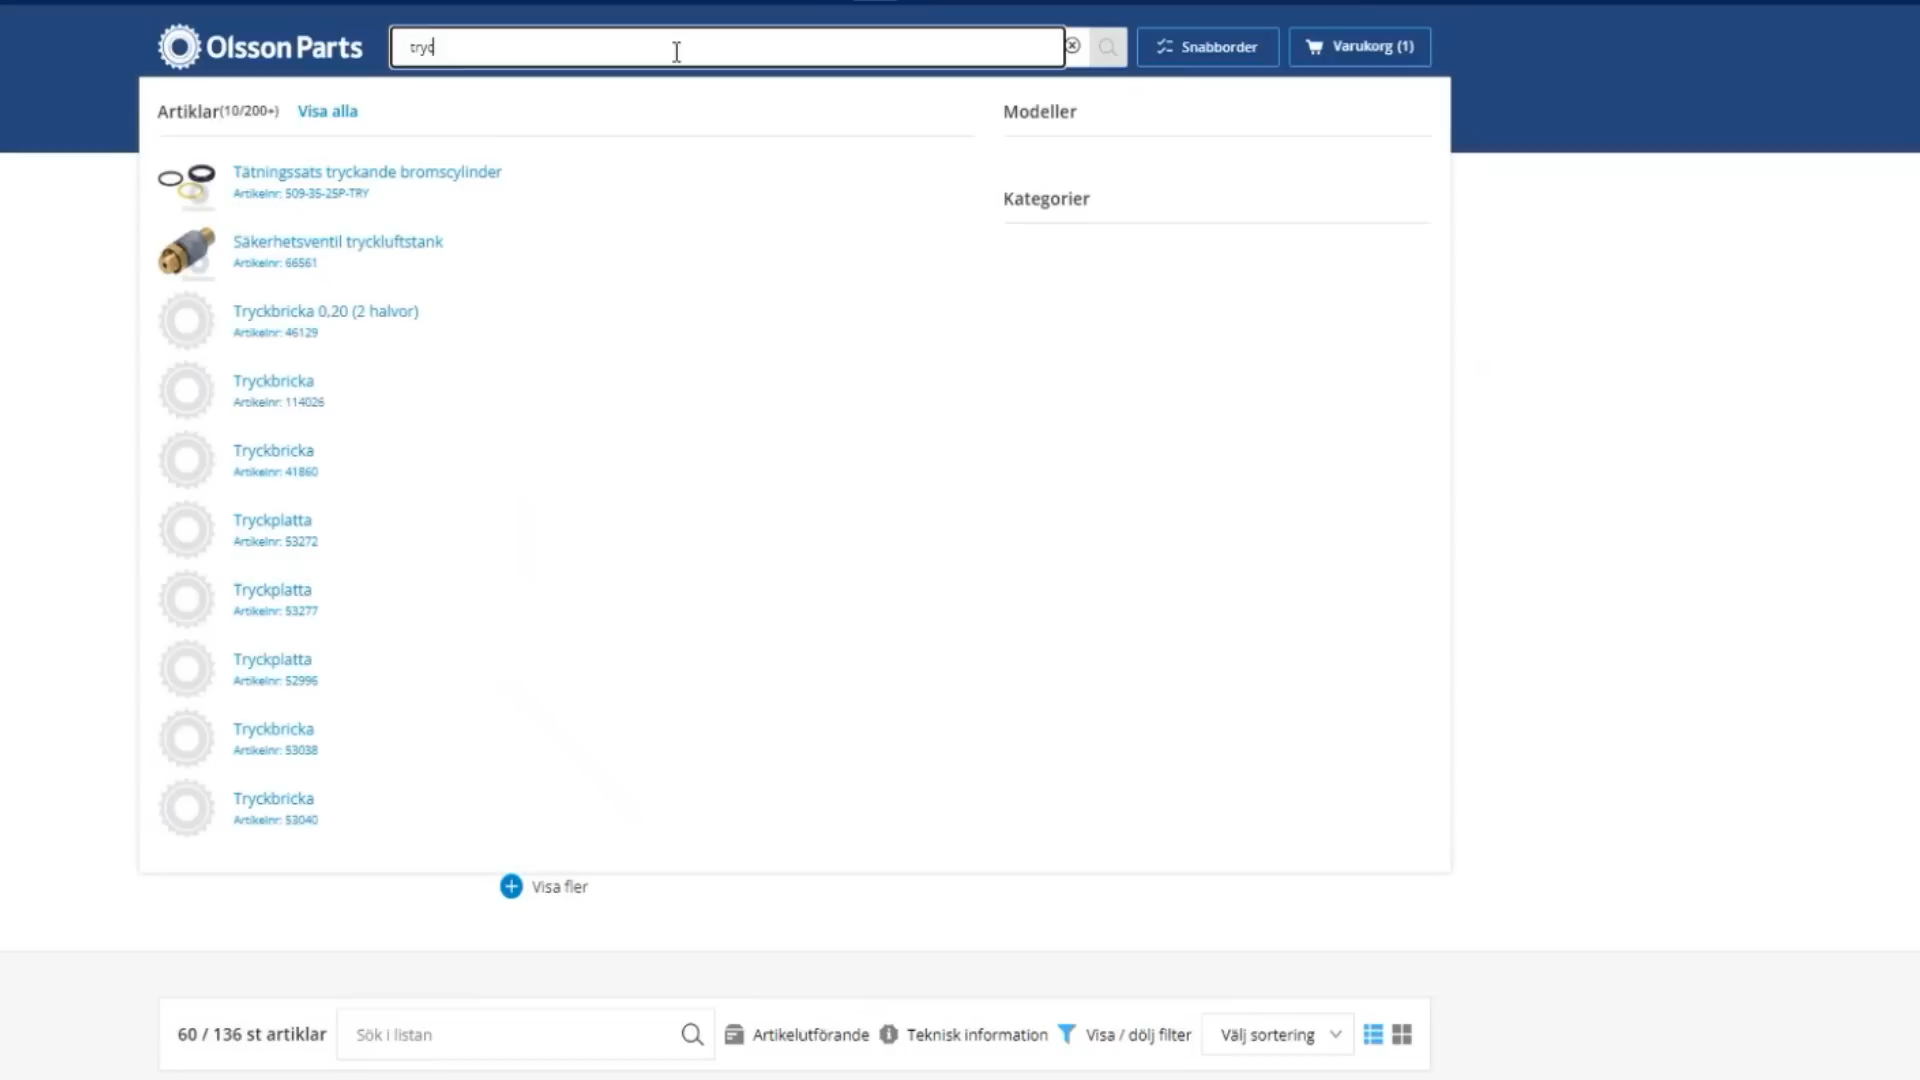 Olsson Parts
tryc
Snabborder
Varukorg (1)
Artiklar(10/200+) Visa alla
Modeller
Tätningssats tryckande bromscylinder
Artikelnr: 509-35-25P-TRY
Kategorier
Säkerhetsventil tryckluftstank
Artikelnr: 66561
Tryckbricka 0,20 (2 halvor)
Artikelnr: 46129
Tryckbricka
Artikelnr: 114026
Tryckbricka
Artikelnr: 41860
Tryckplatta
Artikelnr: 53272
Tryckplatta
Artikelnr: 53277
Tryckplatta
Artikelnr: 52996
Tryckbricka
Artikelnr: 53038
Tryckbricka
Artikelnr: 53040
Visa fler
60 / 136 st artiklar Sök i listan Artikelutförande Teknisk information Visa / dölj filter Välj sortering